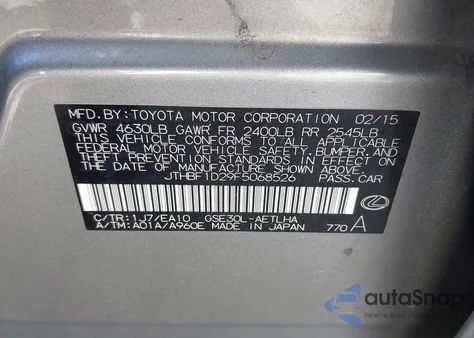 MFD. BY: TOYOTA MOTOR CORPORATION 02/15
GVWR 4630LB GAWR FR 2400LB RR 2545LB
THIS VEHICLE CONFORMS TO ALL APPLICABLE
FEDERAL MOTOR VEHICLE SAFETY, BUMPER, AND
THEFT PREVENTION STANDARDS IN EFFECT ON
THE DATE OF MANUFACTURE SHOWN ABOVE.
JTHBF1D29F5068526 PASS. CAR
C/TR: 1J7/EA10 GSE30L-AETLHA
A/TM: A01A/A960E MADE IN JAPAN 770 A
autoSnap